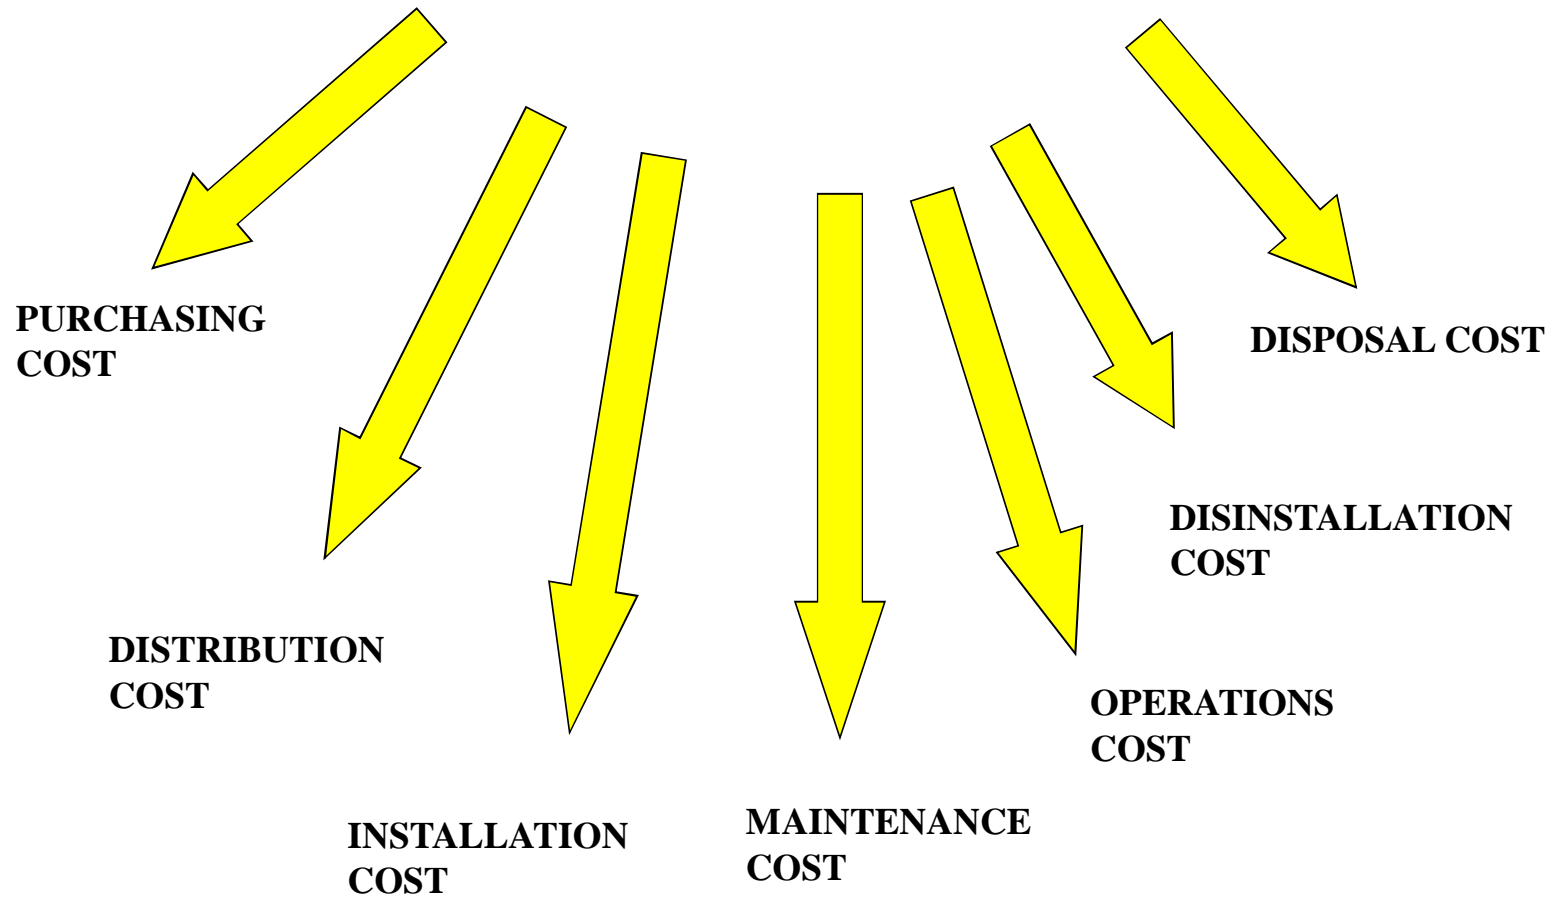 PURCHASING
COST
DISTRIBUTION
COST
INSTALLATION
COST
MAINTENANCE
COST
OPERATIONS
COST
DISINSTALLATION
COST
DISPOSAL COST